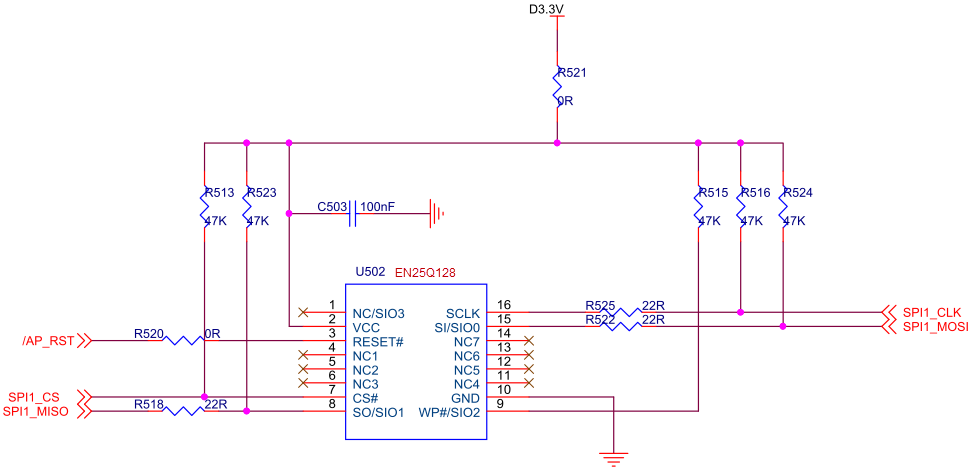 D3.3V
R521
0R
R513
R523
R515
R516
R524
C503
100nF
47K
47K
47K
47K
47K
U502
EN25Q128
1
NC/SIO3
SCLK
16
R525
22R
SPI1_CLK
2
VCC
SI/SIO0
15
R522
22R
SPI1_MOSI
/AP_RST
R520
0R
3
RESET#
NC7
14
4
NC1
NC6
13
5
NC2
NC5
12
6
NC3
NC4
11
SPI1_CS
7
CS#
GND
10
SPI1_MISO
R518
22R
8
SO/SIO1
WP#/SIO2
9